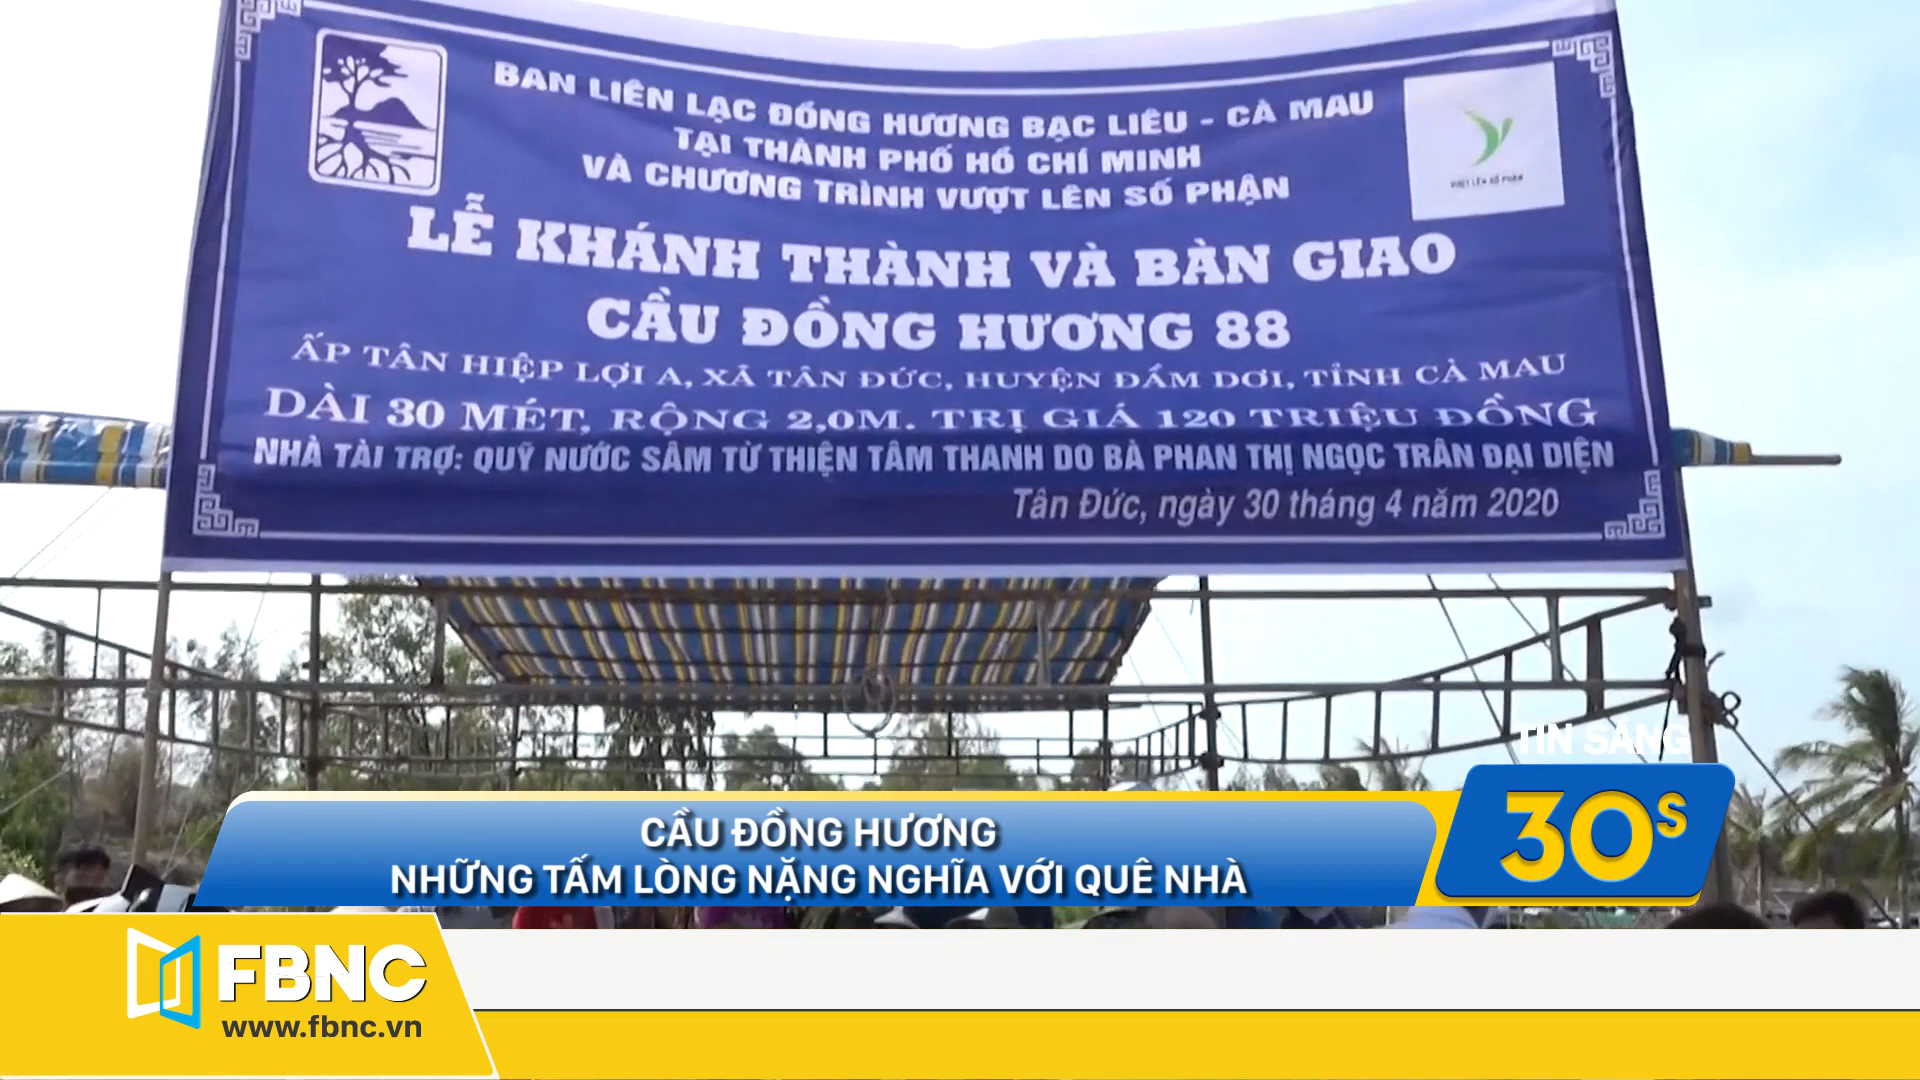 BAN LIÊN LẠC ĐỒNG HƯƠNG BẠC LIÊU - CÀ MAU
TẠI THÀNH PHỐ HỒ CHÍ MINH
VÀ CHƯƠNG TRÌNH VƯỢT LÊN SỐ PHẬN
VƯỢT LÊN SỐ PHẬN
LỄ KHÁNH THÀNH VÀ BÀN GIAO
CẦU ĐỒNG HƯƠNG 88
ẤP TÂN HIỆP LỢI A, XÃ TÂN ĐỨC, HUYỆN ĐẦM DƠI, TỈNH CÀ MAU
DÀI 30 MÉT, RỘNG 2,0M. TRỊ GIÁ 120 TRIỆU ĐỒNG
NHÀ TÀI TRỢ: QUỸ NƯỚC SÂM TỪ THIỆN TÂM THANH DO BÀ PHAN THỊ NGỌC TRÂN ĐẠI DIỆN
Tân Đức, ngày 30 tháng 4 năm 2020
TIN SÁNG
30s
CẦU ĐỒNG HƯƠNG
NHỮNG TẤM LÒNG NẶNG NGHĨA VỚI QUÊ NHÀ
FBNC
www.fbnc.vn